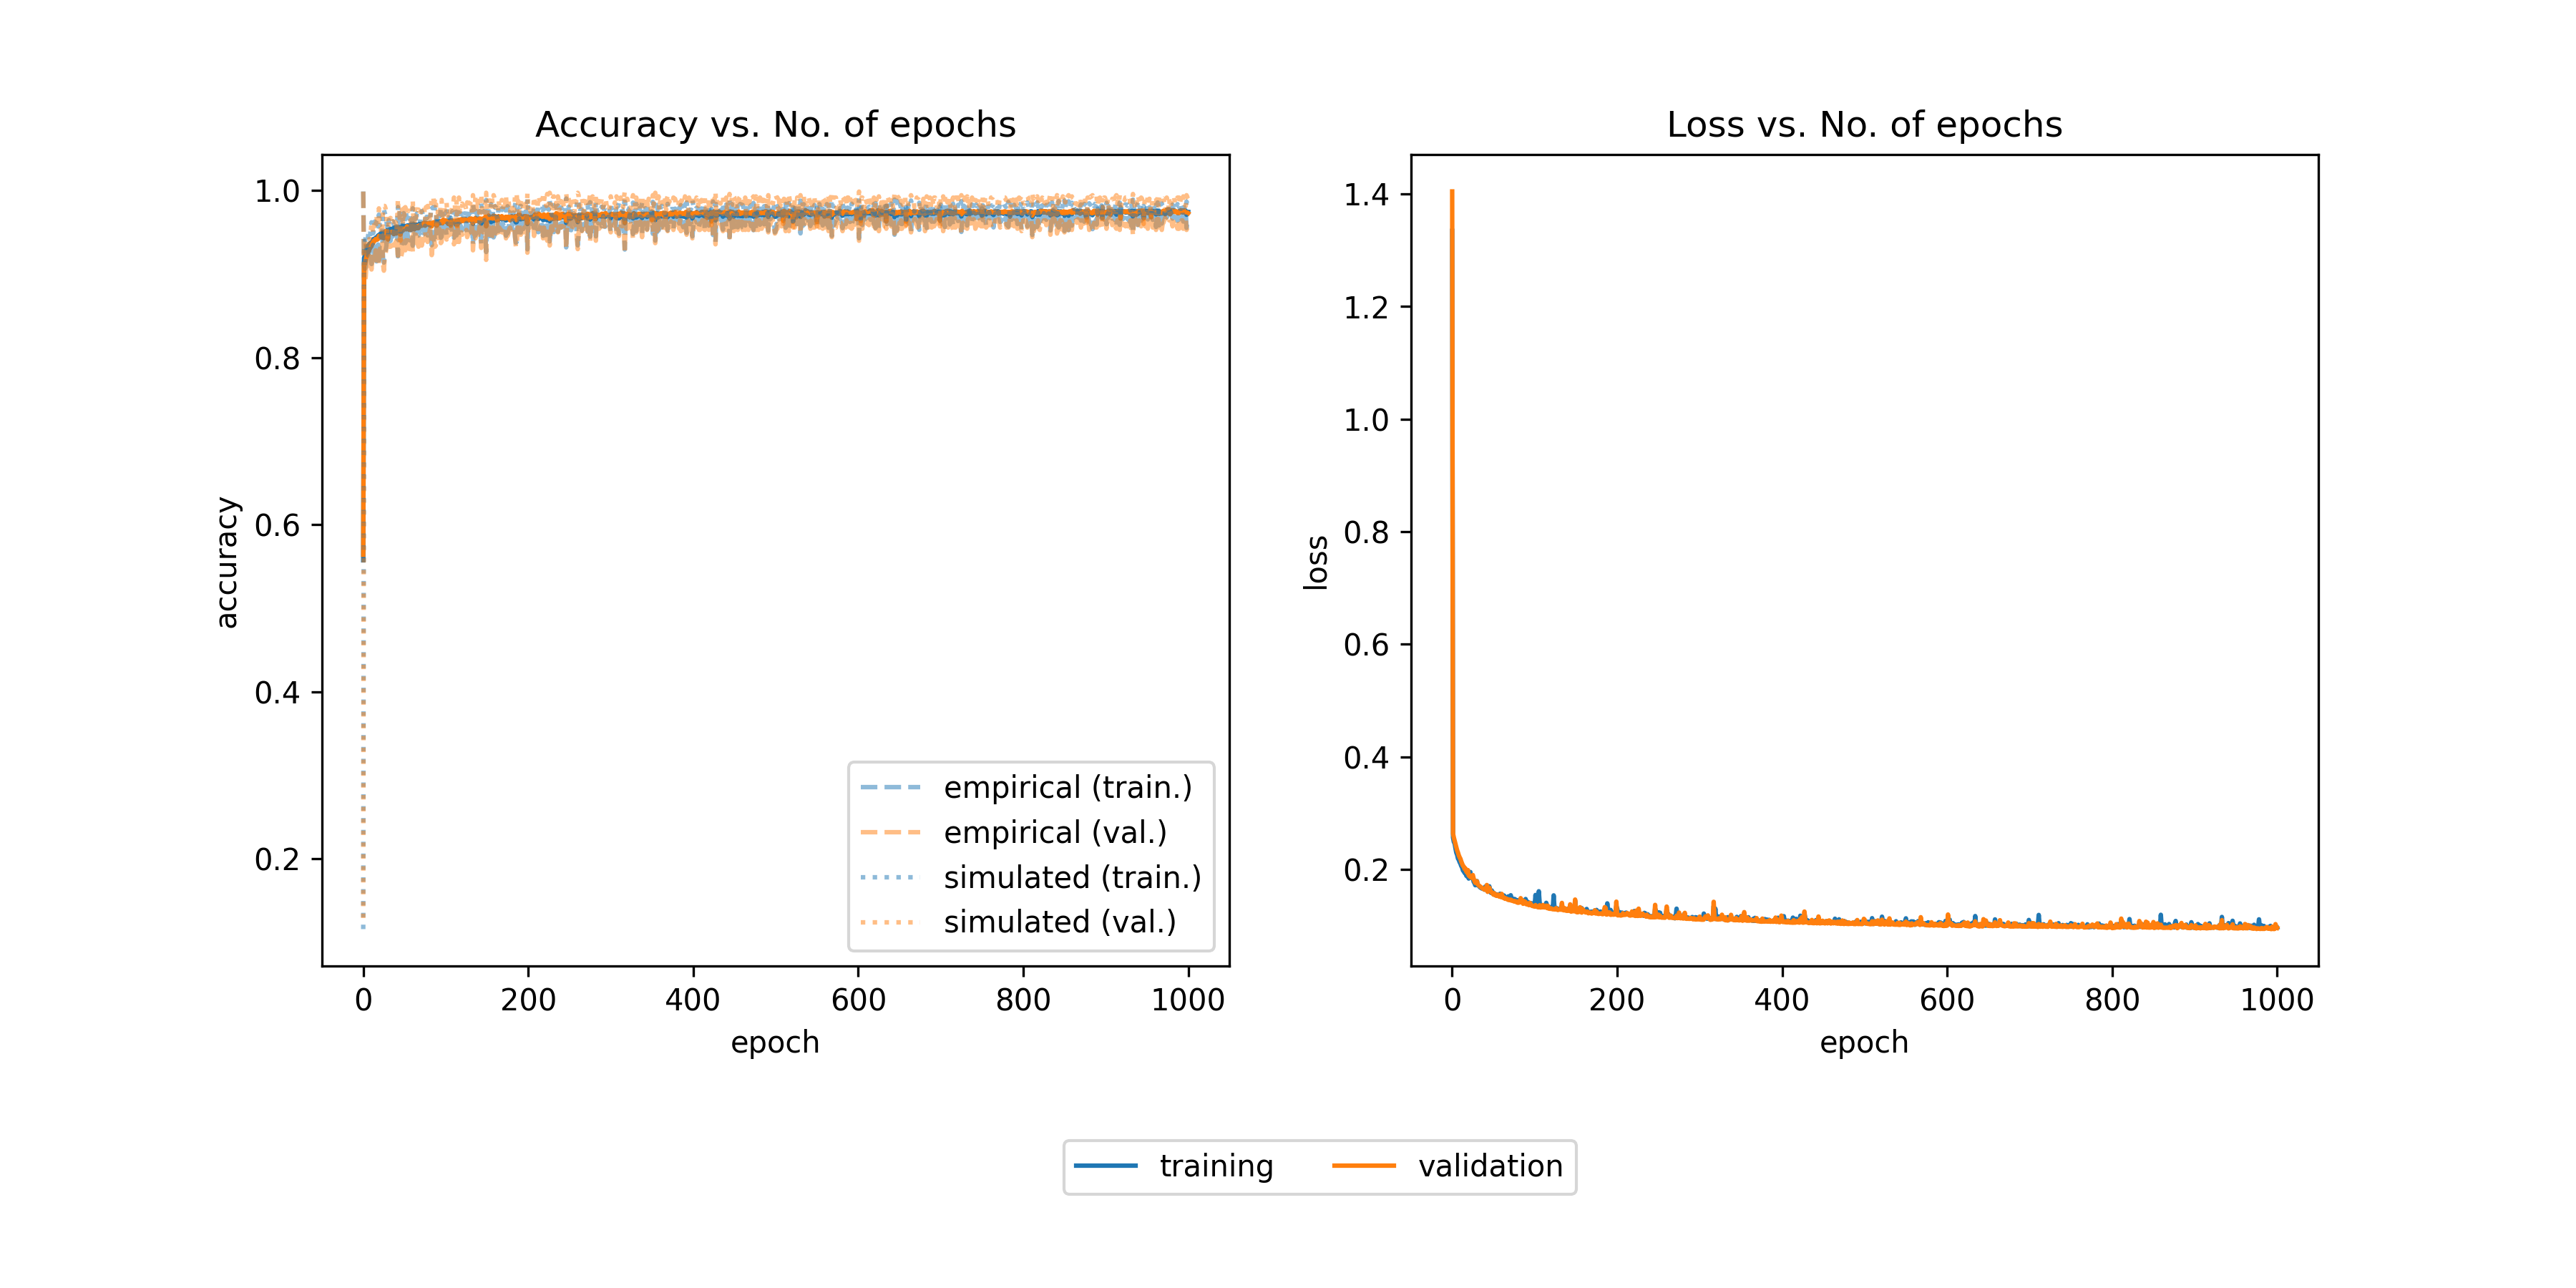 Accuracy vs. No. of epochs
1.0
0.8
0.6
0.4
0.2
accuracy
0 200 400 600 800 1000
epoch
empirical (train.)
empirical (val.)
simulated (train.)
simulated (val.)
Loss vs. No. of epochs
1.4
1.2
1.0
0.8
0.6
0.4
0.2
loss
0 200 400 600 800 1000
epoch
training validation